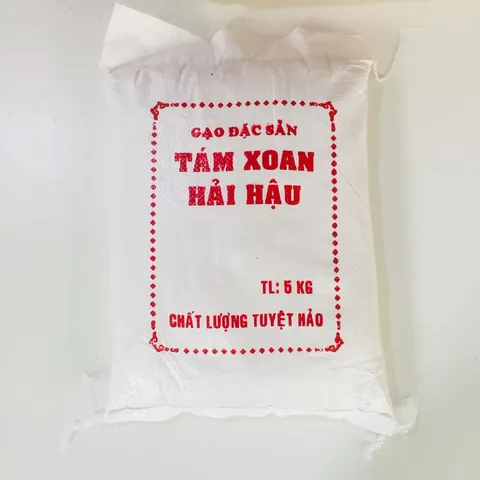 GẠO ĐẶC SẢN
TÁM XOAN
HẢI HẬU
TL: 5 KG
CHẤT LƯỢNG TUYỆT HẢO